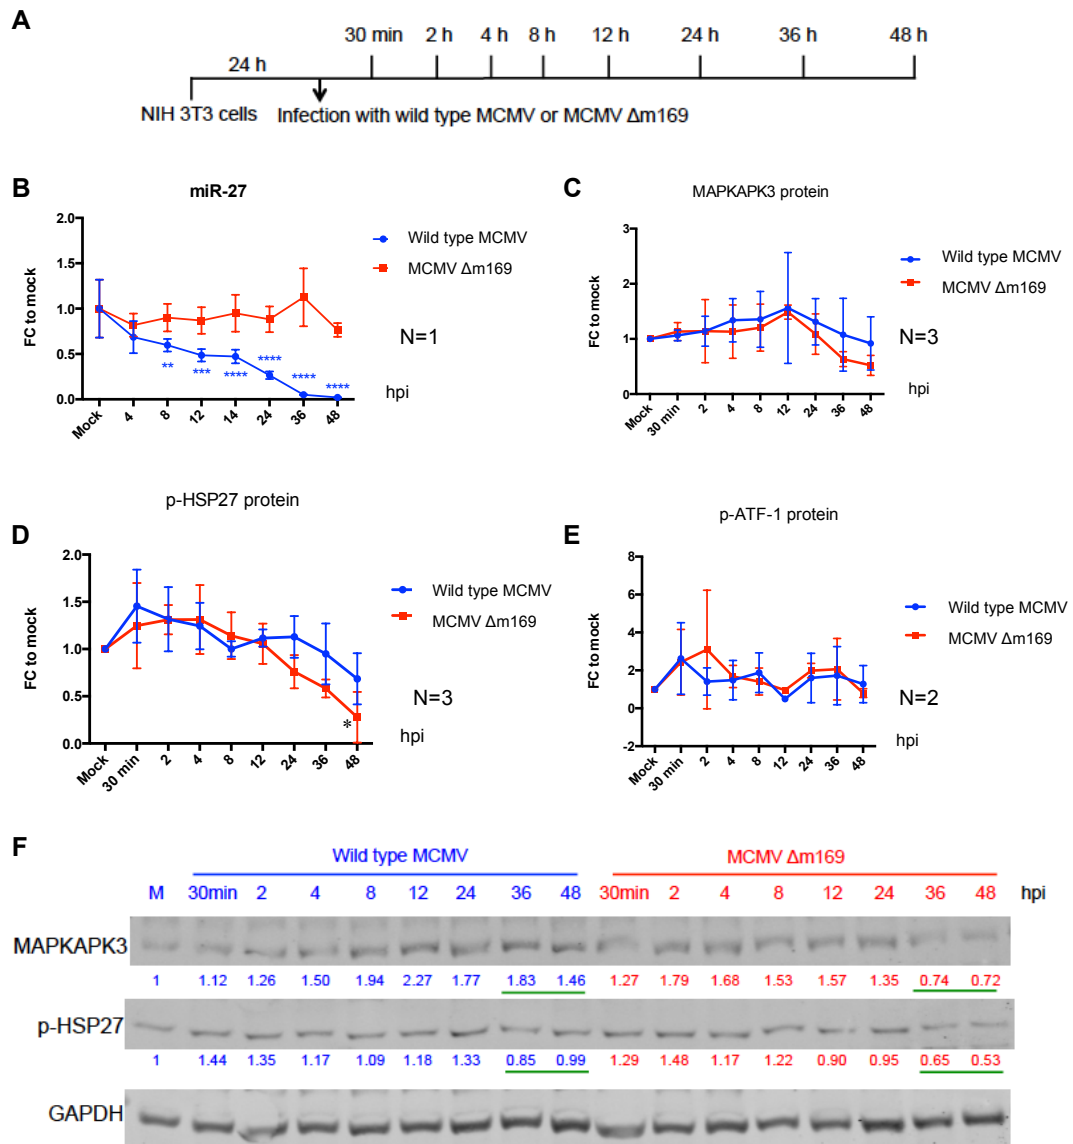 A
30 min 2 h 4 h 8 h 12 h 24 h 36 h 48 h
24 h
NIH 3T3 cells Infection with wild type MCMV or MCMV Δm169
B
miR-27
FC to mock
2.0
1.5
1.0
0.5
0.0
** *** **** **** **** ****
Mock 4 8 12 14 24 36 48
Wild type MCMV
MCMV Δm169
N=1
hpi
C
MAPKAPK3 protein
FC to mock
3
2
1
0
Mock 30 min 2 4 8 12 24 36 48
Wild type MCMV
MCMV Δm169
N=3
hpi
D
p-HSP27 protein
FC to mock
2.0
1.5
1.0
0.5
0.0
*
Mock 30 min 2 4 8 12 24 36 48
Wild type MCMV
MCMV Δm169
N=3
hpi
E
p-ATF-1 protein
FC to mock
8
6
4
2
0
-2
Mock 30 min 2 4 8 12 24 36 48
Wild type MCMV
MCMV Δm169
N=2
hpi
F
Wild type MCMV MCMV Δm169
M 30min 2 4 8 12 24 36 48 30min 2 4 8 12 24 36 48 hpi
MAPKAPK3
1 1.12 1.26 1.50 1.94 2.27 1.77 1.83 1.46 1.27 1.79 1.68 1.53 1.57 1.35 0.74 0.72
p-HSP27
1 1.44 1.35 1.17 1.09 1.18 1.33 0.85 0.99 1.29 1.48 1.17 1.22 0.90 0.95 0.65 0.53
GAPDH